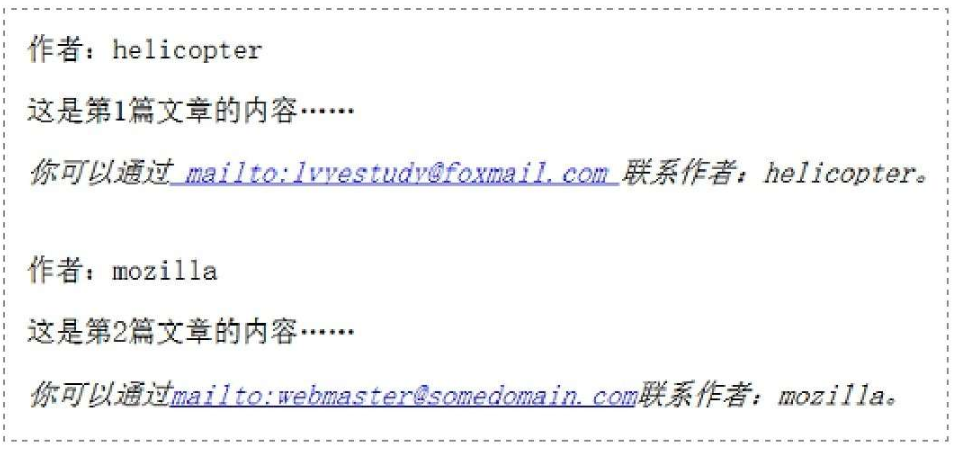 作者：helicopter
这是第1篇文章的内容……
你可以通过 mailto:lvyestudy@foxmail.com 联系作者：helicopter。
作者：mozilla
这是第2篇文章的内容……
你可以通过mailto:webmaster@somedomain.com联系作者：mozilla。